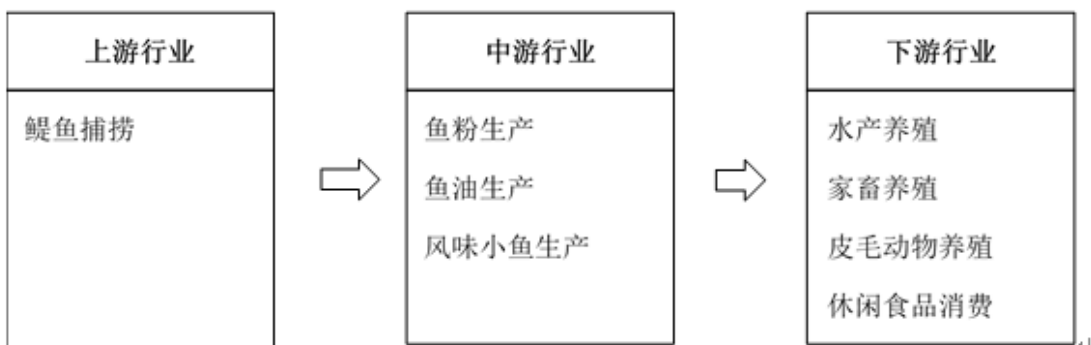 上游行业
鳀鱼捕捞
中游行业
鱼粉生产
鱼油生产
风味小鱼生产
下游行业
水产养殖
家畜养殖
皮毛动物养殖
休闲食品消费